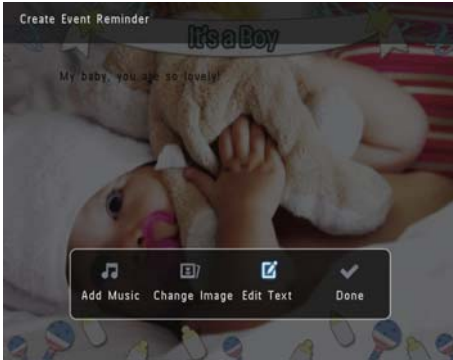 Create Event Reminder
It's a Boy
My baby, you are so lovely!
Add Music Change Image Edit Text Done